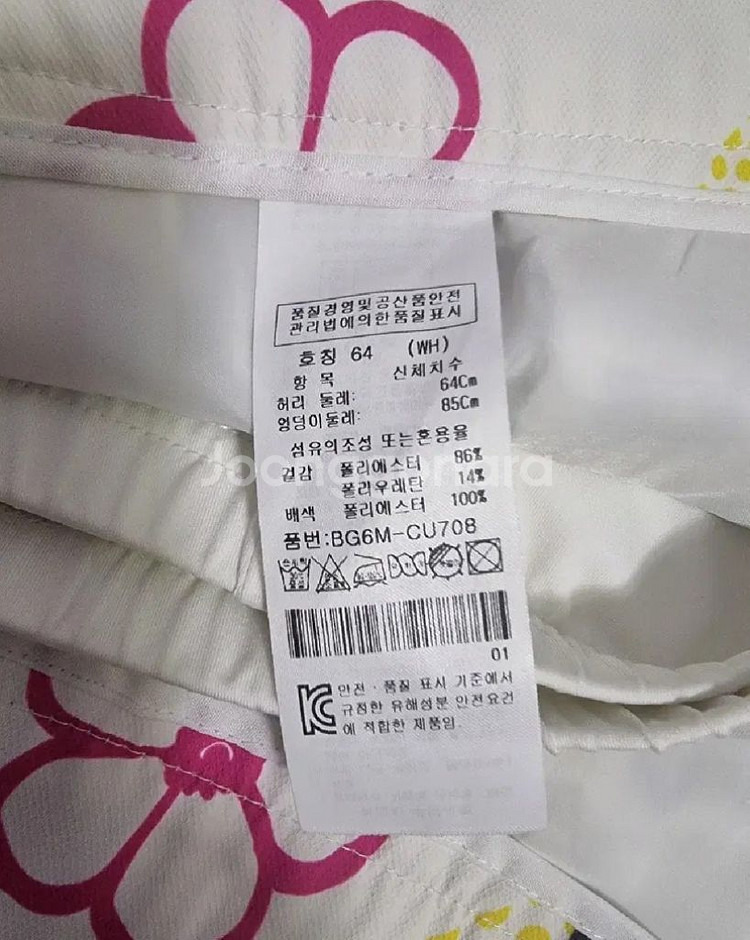 품질경영및공산품안전
관리법에의한품질표시
호칭 64 (WH)
항 목 신체치수
허리 둘레: 64Cm
엉덩이둘레: 85Cm
섬유의조성 또는혼용율
겉감 폴리에스터 86%
폴리우레탄 14%
배색 폴리에스터 100%
품번:BG6M-CU708
01
안전·품질 표시 기준에서
규정한 유해성분 안전요건
에 적합한 제품임.
Joonggonara